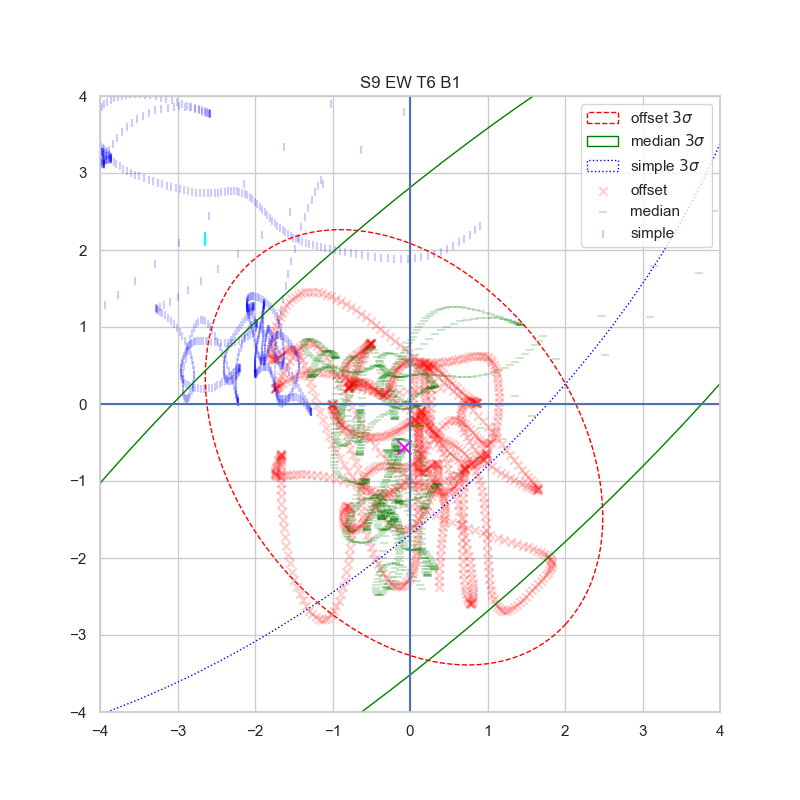 S9 EW T6 B1
4
3
2
1
0
−1
−2
−3
−4
−4 −3 −2 −1 0 1 2 3 4
offset 3σ
median 3σ
simple 3σ
offset
median
simple